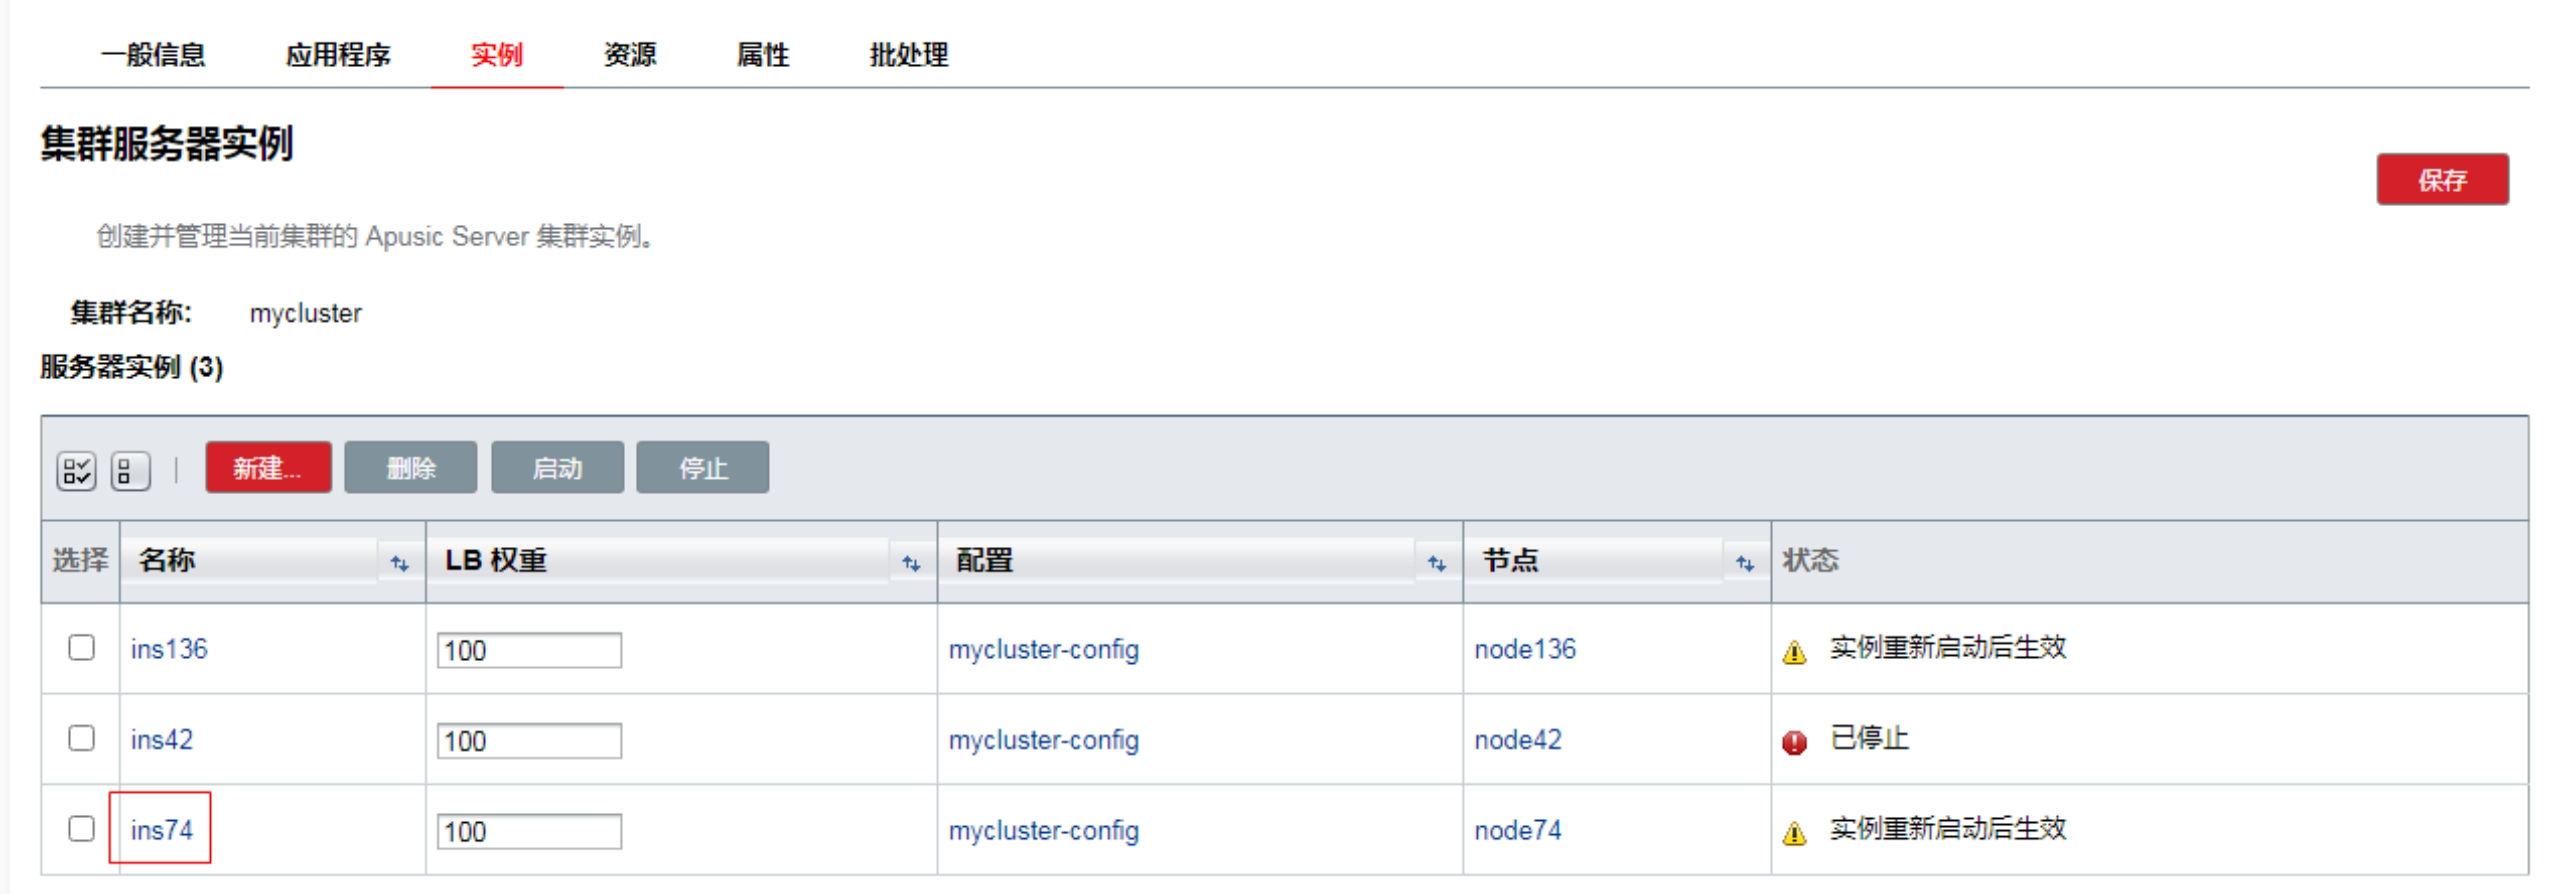 一般信息 应用程序 实例 资源 属性 批处理
集群服务器实例
保存
创建并管理当前集群的 Apusic Server 集群实例。
集群名称: mycluster
服务器实例 (3)
新建... 删除 启动 停止
选择 名称 LB 权重 配置 节点 状态
ins136 100 mycluster-config node136 实例重新启动后生效
ins42 100 mycluster-config node42 已停止
ins74 100 mycluster-config node74 实例重新启动后生效